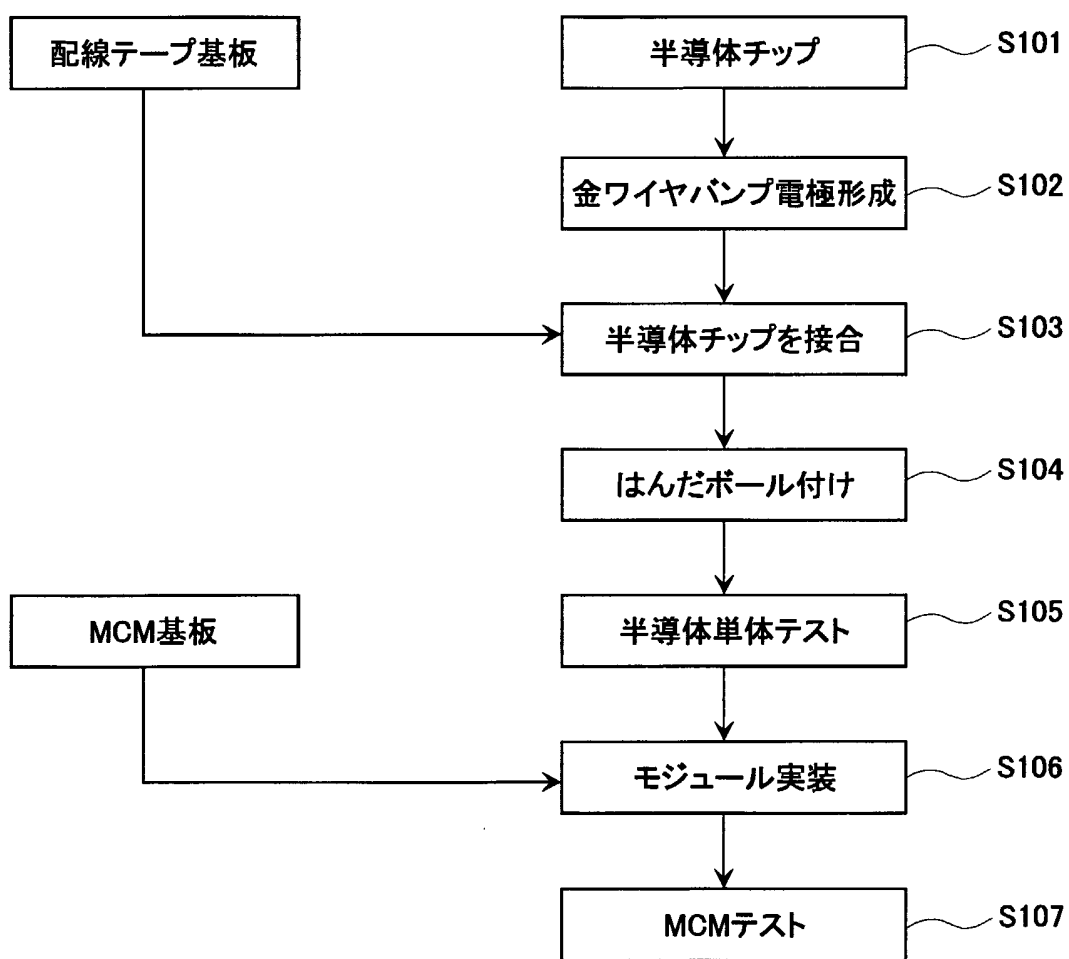 配線テープ基板
半導体チップ
S101
金ワイヤバンプ電極形成
S102
半導体チップを接合
S103
はんだボール付け
S104
MCM基板
半導体単体テスト
S105
モジュール実装
S106
MCMテスト
S107